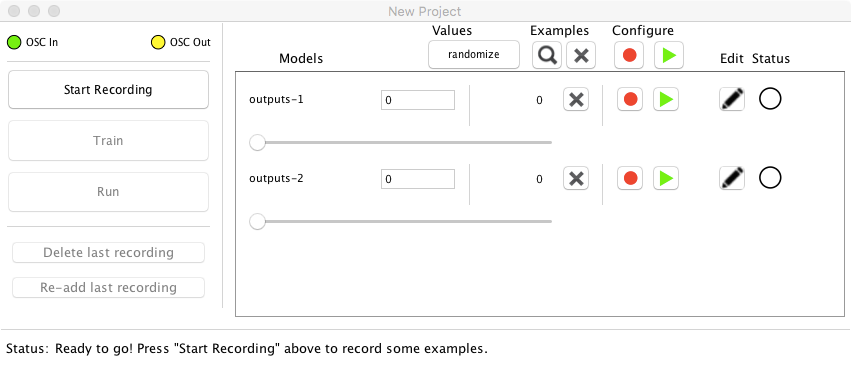 New Project
OSC In
OSC Out
Start Recording
Train
Run
Delete last recording
Re-add last recording
Values
Examples
Configure
randomize
Models
Edit
Status
outputs-1
0
0
outputs-2
0
0
Status: Ready to go! Press "Start Recording" above to record some examples.